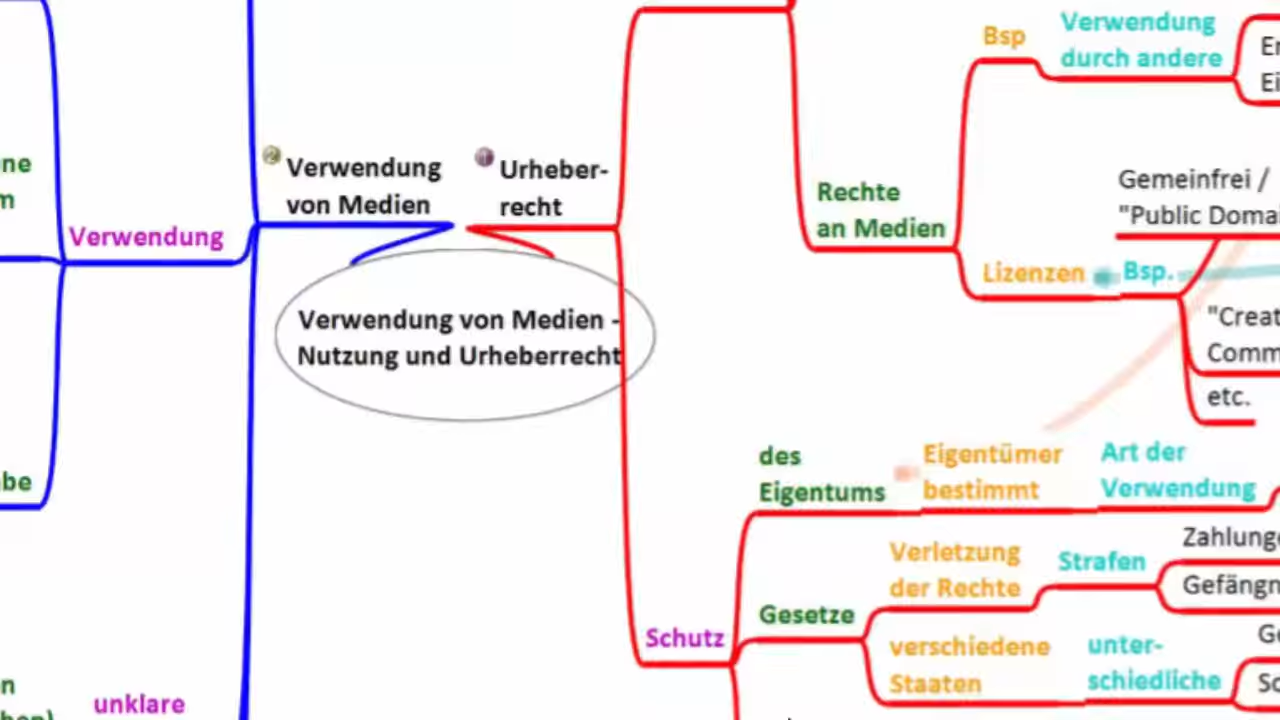 Verwendung
von Medien
Urheber-
recht
Verwendung von Medien -
Nutzung und Urheberrecht
Verwendung
unklare
Bsp
Verwendung
durch andere
Rechte
an Medien
Gemeinfrei /
"Public
Lizenzen
Bsp.
etc.
des
Eigentums
Eigentümer
bestimmt
Art der
Verwendung
Schutz
Gesetze
Verletzung
der Rechte
Strafen
verschiedene
Staaten
unter-
schiedliche